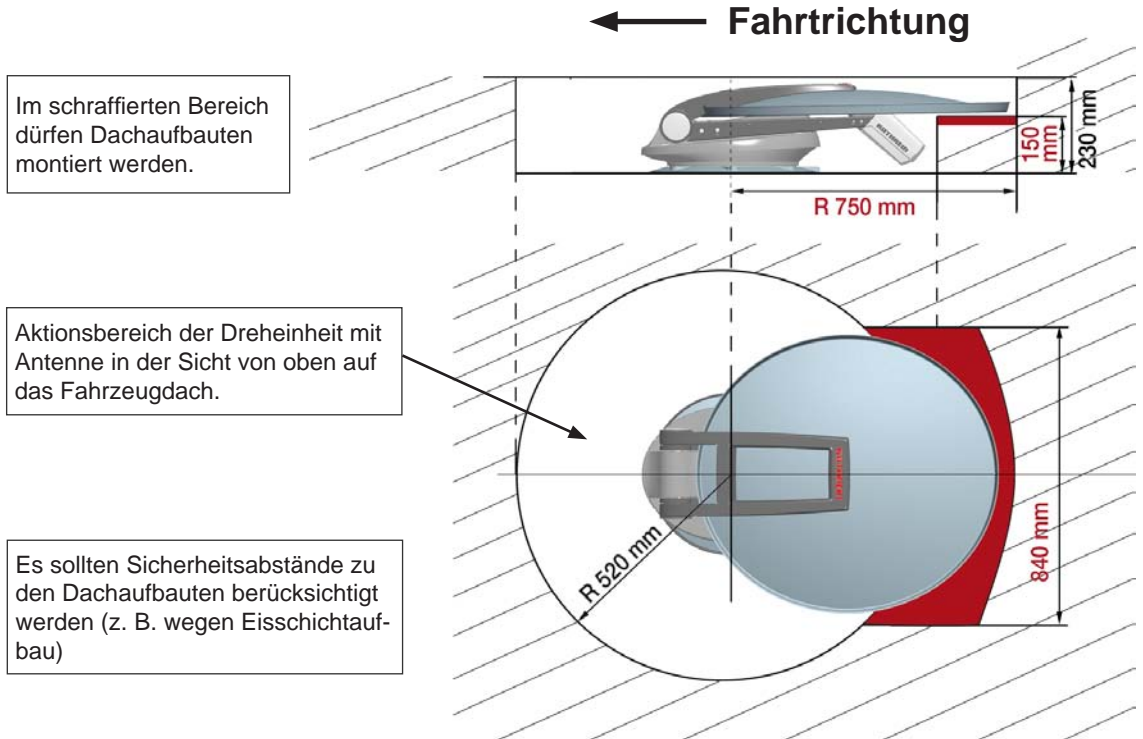 Fahrtrichtung
Im schraffierten Bereich
dürfen Dachaufbauten
montiert werden.
150
mm
230 mm
R 750 mm
Aktionsbereich der Dreheinheit mit
Antenne in der Sicht von oben auf
das Fahrzeugdach.
R 520 mm
840 mm
Es sollten Sicherheitsabstände zu
den Dachaufbauten berücksichtigt
werden (z. B. wegen Eisschichtauf-
bau)